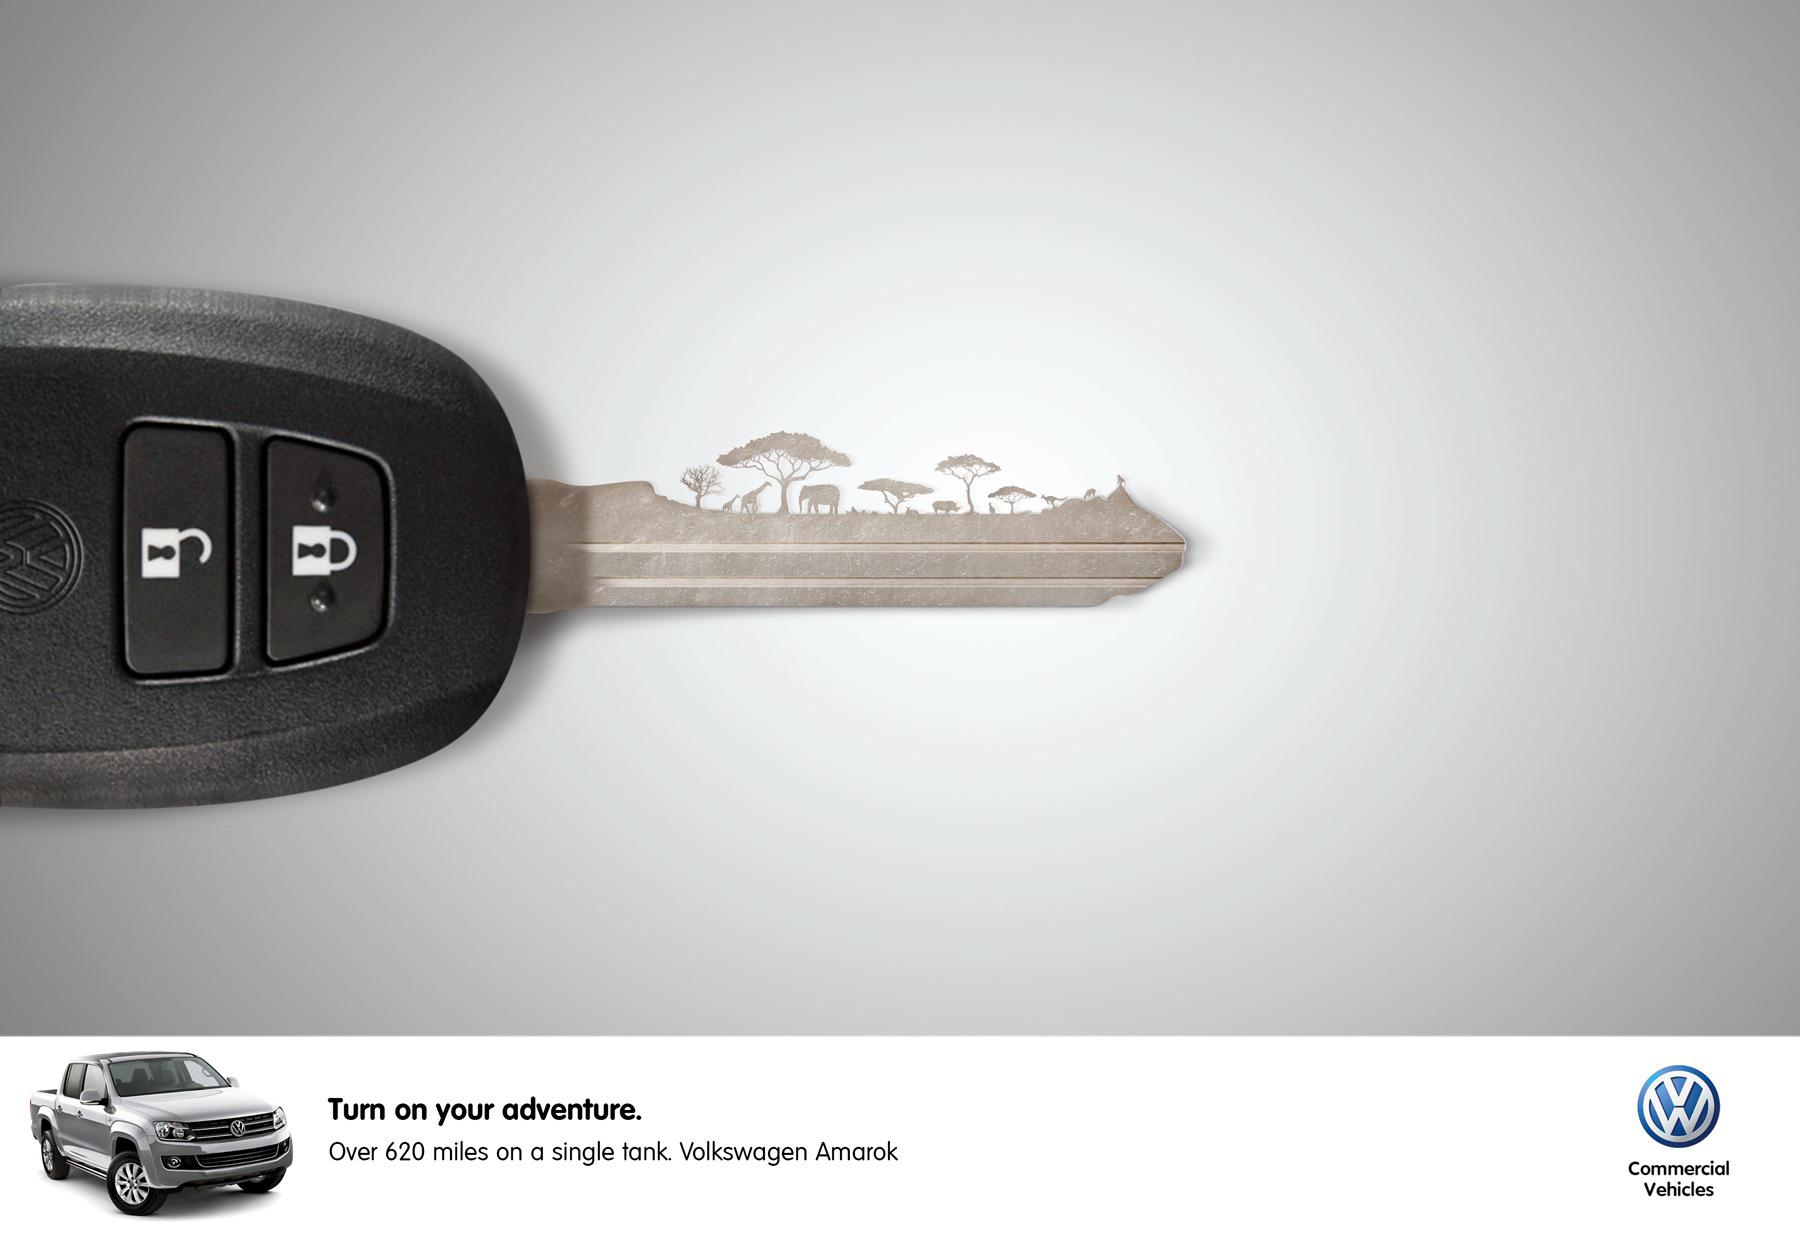 Turn on your adventure.
Over 620 miles on a single tank. Volkswagen Amarok
Commercial
Vehicles